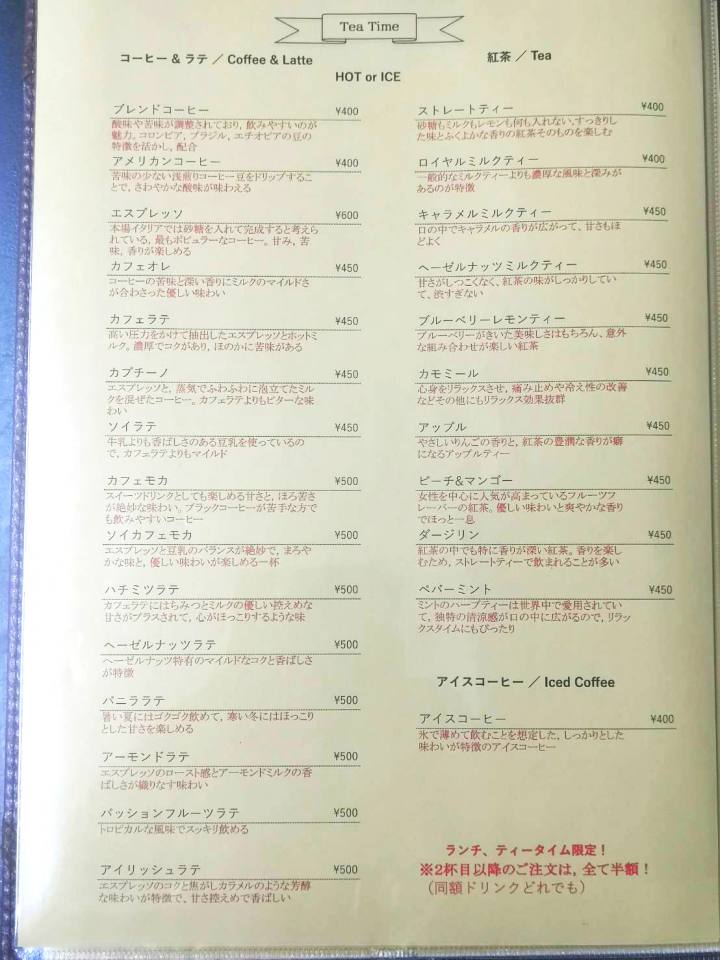 Tea Time
コーヒー & ラテ / Coffee & Latte
HOT or ICE
ブレンドコーヒー ¥400
酸味や苦味が調整されており, 飲みやすいのが
魅力。コロンビア, ブラジル, エチオピアの豆の
特徴を活かし, 配合
アメリカンコーヒー ¥400
苦味の少ない浅煎りコーヒー豆をドリップするこ
とで, さわやかな酸味が味わえる
エスプレッソ ¥600
本場イタリアでは砂糖を入れて完成すると考えら
れている, 最もポピュラーなコーヒー。甘み, 苦
味, 香りが楽しめる
カフェオレ ¥450
コーヒーの苦味と深い香りにミルクのマイルドさ
が合わさった優しい味わい
カフェラテ ¥450
高い圧力をかけて抽出したエスプレッソとホットミ
ルク。濃厚でコクがあり, ほのかに苦味がある
カプチーノ ¥450
エスプレッソと, 蒸気でふわふわに泡立てたミル
クを混ぜたコーヒー。カフェラテよりもビターな味
わい
ソイラテ ¥450
牛乳よりも香ばしさのある豆乳を使っているの
で, カフェラテよりもマイルド
カフェモカ ¥500
スイーツドリンクとしても楽しめる甘さと, ほろ苦さ
が絶妙な味わい。ブラックコーヒーが苦手な方で
も飲みやすいコーヒー
ソイカフェモカ ¥500
エスプレッソと豆乳のバランスが絶妙で, まろや
かな味と, 優しい味わいが楽しめる一杯
ハチミツラテ ¥500
カフェラテにはちみつとミルクの優しい控えめな
甘さがプラスされて, 心がほっこりするような味
ヘーゼルナッツラテ ¥500
ヘーゼルナッツ特有のマイルドなコクと香ばしさ
が特徴
バニララテ ¥500
暑い夏にはゴクゴク飲めて, 寒い冬にはほっこり
とした甘さを楽しめる
アーモンドラテ ¥500
エスプレッソのロースト感とアーモンドミルクの香
ばしさが織りなす味わい
パッションフルーツラテ ¥500
トロピカルな風味でスッキリ飲める
アイリッシュラテ ¥500
エスプレッソのコクと焦がしカラメルのような芳醇
な味わいが特徴で, 甘さ控えめで香ばしい
紅茶 / Tea
ストレートティー ¥400
砂糖もミルクもレモンも何も入れない, すっきりし
た味とふくよかな香りの紅茶そのものを楽しむ
ロイヤルミルクティー ¥400
一般的なミルクティーよりも濃厚な風味と深みが
あるのが特徴
キャラメルミルクティー ¥450
口の中でキャラメルの香りが広がって, 甘さもほ
どよく
ヘーゼルナッツミルクティー ¥450
甘さがしつこくなく, 紅茶の味がしっかりしてい
て, 渋すぎない
ブルーベリーレモンティー ¥450
ブルーベリーがきいた美味しさはもちろん、意外
な組み合わせが楽しい紅茶
カモミール ¥450
心身をリラックスさせ, 痛み止めや冷え性の改善
などその他にもリラックス効果抜群
アップル ¥450
やさしいりんごの香りと, 紅茶の豊潤な香りが癖
になるアップルティー
ピーチ&マンゴー ¥450
女性を中心に人気が高まっているフルーツフ
レーバーの紅茶。優しい味わいと爽やかな香り
でほっと一息
ダージリン ¥450
紅茶の中でも特に香りが深い紅茶。香りを楽し
むため, ストレートティーで飲まれることが多い
ペパーミント ¥450
ミントのハーブティーは世界中で愛用されてい
て, 独特の清涼感が口の中に広がるので, リラッ
クスタイムにもぴったり
アイスコーヒー / Iced Coffee
アイスコーヒー ¥400
氷で薄めて飲むことを想定した, しっかりとした
味わいが特徴のアイスコーヒー
ランチ、ティータイム限定！
※2杯目以降のご注文は, 全て半額！
（同額ドリンクどれでも）